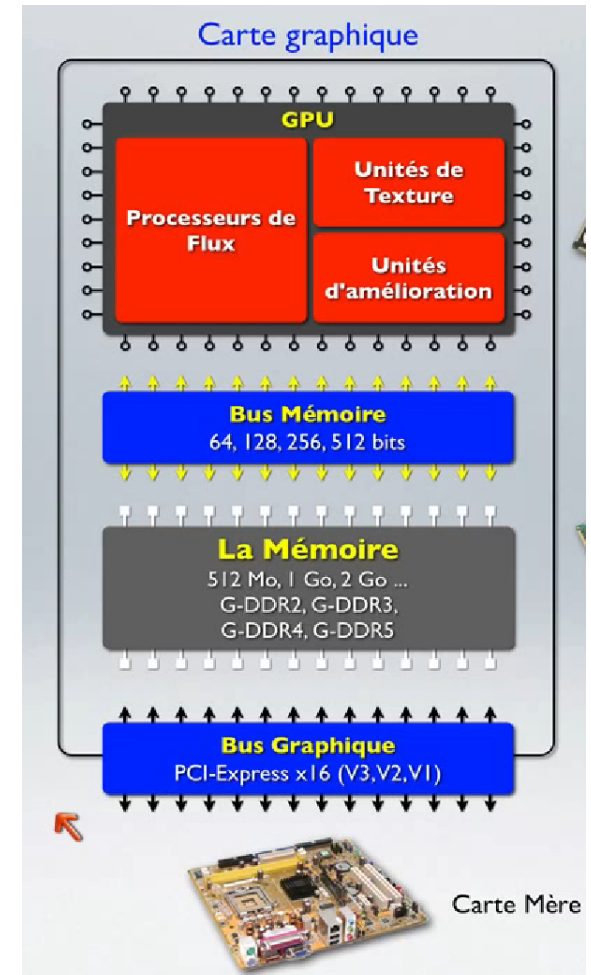 Carte graphique
GPU
Processeurs de
Flux
Unités de
Texture
Unités
d'amélioration
Bus Mémoire
64, 128, 256, 512 bits
La Mémoire
512 Mo, 1 Go, 2 Go ...
G-DDR2, G-DDR3,
G-DDR4, G-DDR5
Bus Graphique
PCI-Express x16 (V3,V2,V1)
Carte Mère